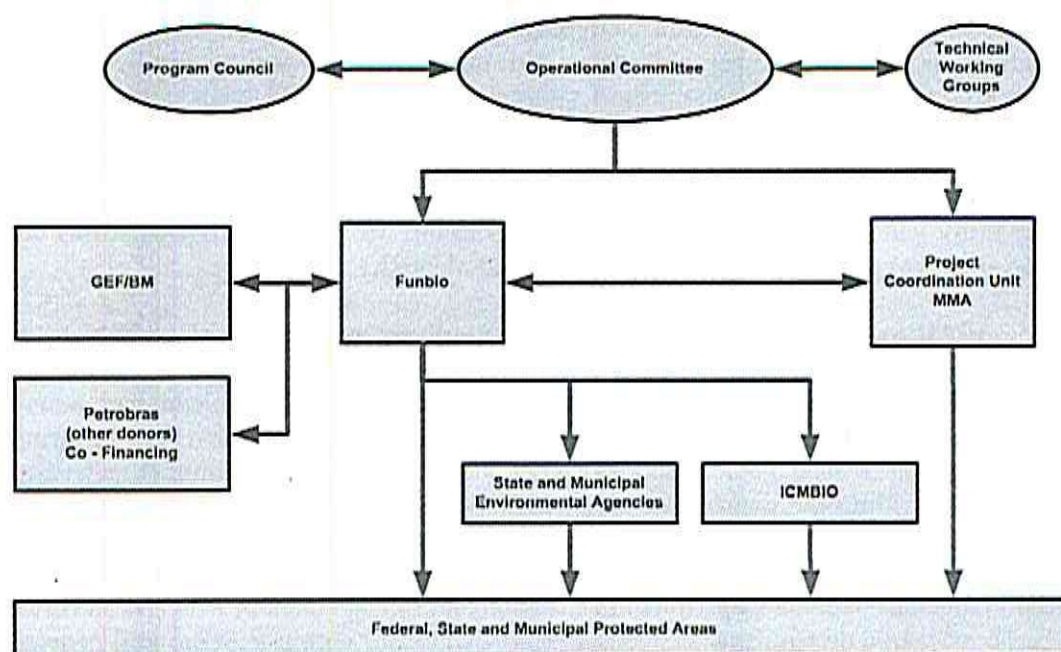 Program Council
Operational Committee
Technical
Working
Groups
GEF/BM
Funbio
Project
Coordination Unit
MMA
Petrobras
(other donors)
Co - Financing
State and Municipal
Environmental Agencies
ICMBIO
Federal, State and Municipal Protected Areas